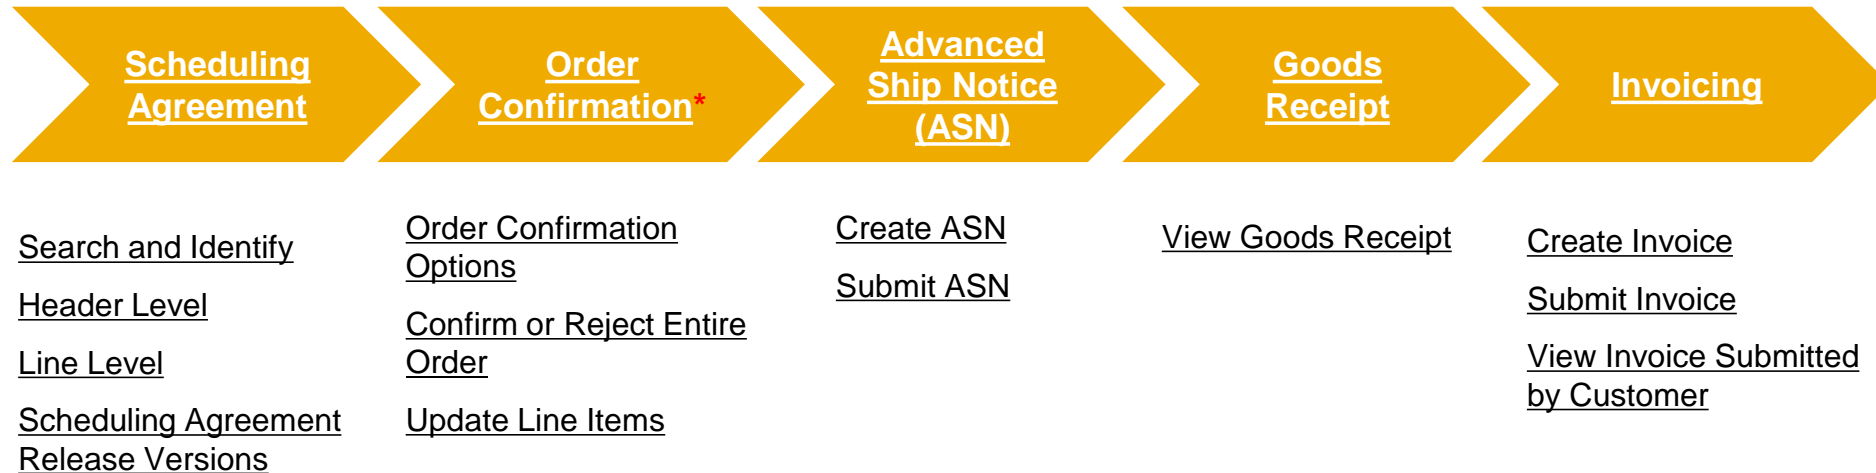 Scheduling
Agreement
Order
Confirmation*
Advanced
Ship Notice
(ASN)
Goods
Receipt
Invoicing
Search and Identify
Header Level
Line Level
Scheduling Agreement
Release Versions
Order Confirmation
Options
Confirm or Reject Entire
Order
Update Line Items
Create ASN
Submit ASN
View Goods Receipt
Create Invoice
Submit Invoice
View Invoice Submitted
by Customer